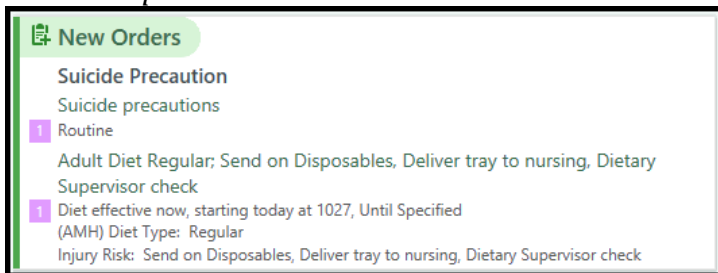 New Orders
Suicide Precaution
Suicide precautions
1 Routine
Adult Diet Regular; Send on Disposables, Deliver tray to nursing, Dietary
Supervisor check
1 Diet effective now, starting today at 1027, Until Specified
(AMH) Diet Type: Regular
Injury Risk: Send on Disposables, Deliver tray to nursing, Dietary Supervisor check